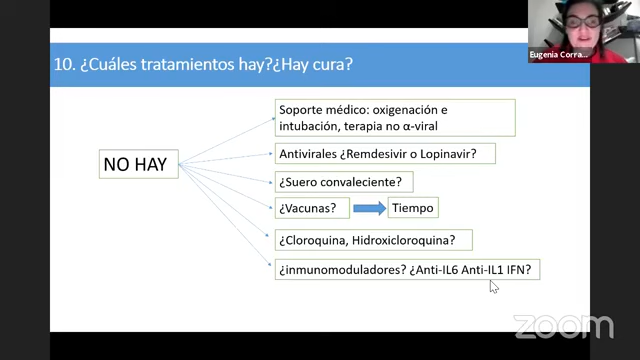 10. ¿Cuáles tratamientos hay?¿Hay cura?
Eugenia Corra...
NO HAY
Soporte médico: oxigenación e
intubación, terapia no α-viral
Antivirales ¿Remdesivir o Lopinavir?
¿Suero convaleciente?
¿Vacunas?
Tiempo
¿Cloroquina, Hidroxicloroquina?
¿inmunomoduladores? ¿Anti-IL6 Anti-IL1 IFN?
zoom